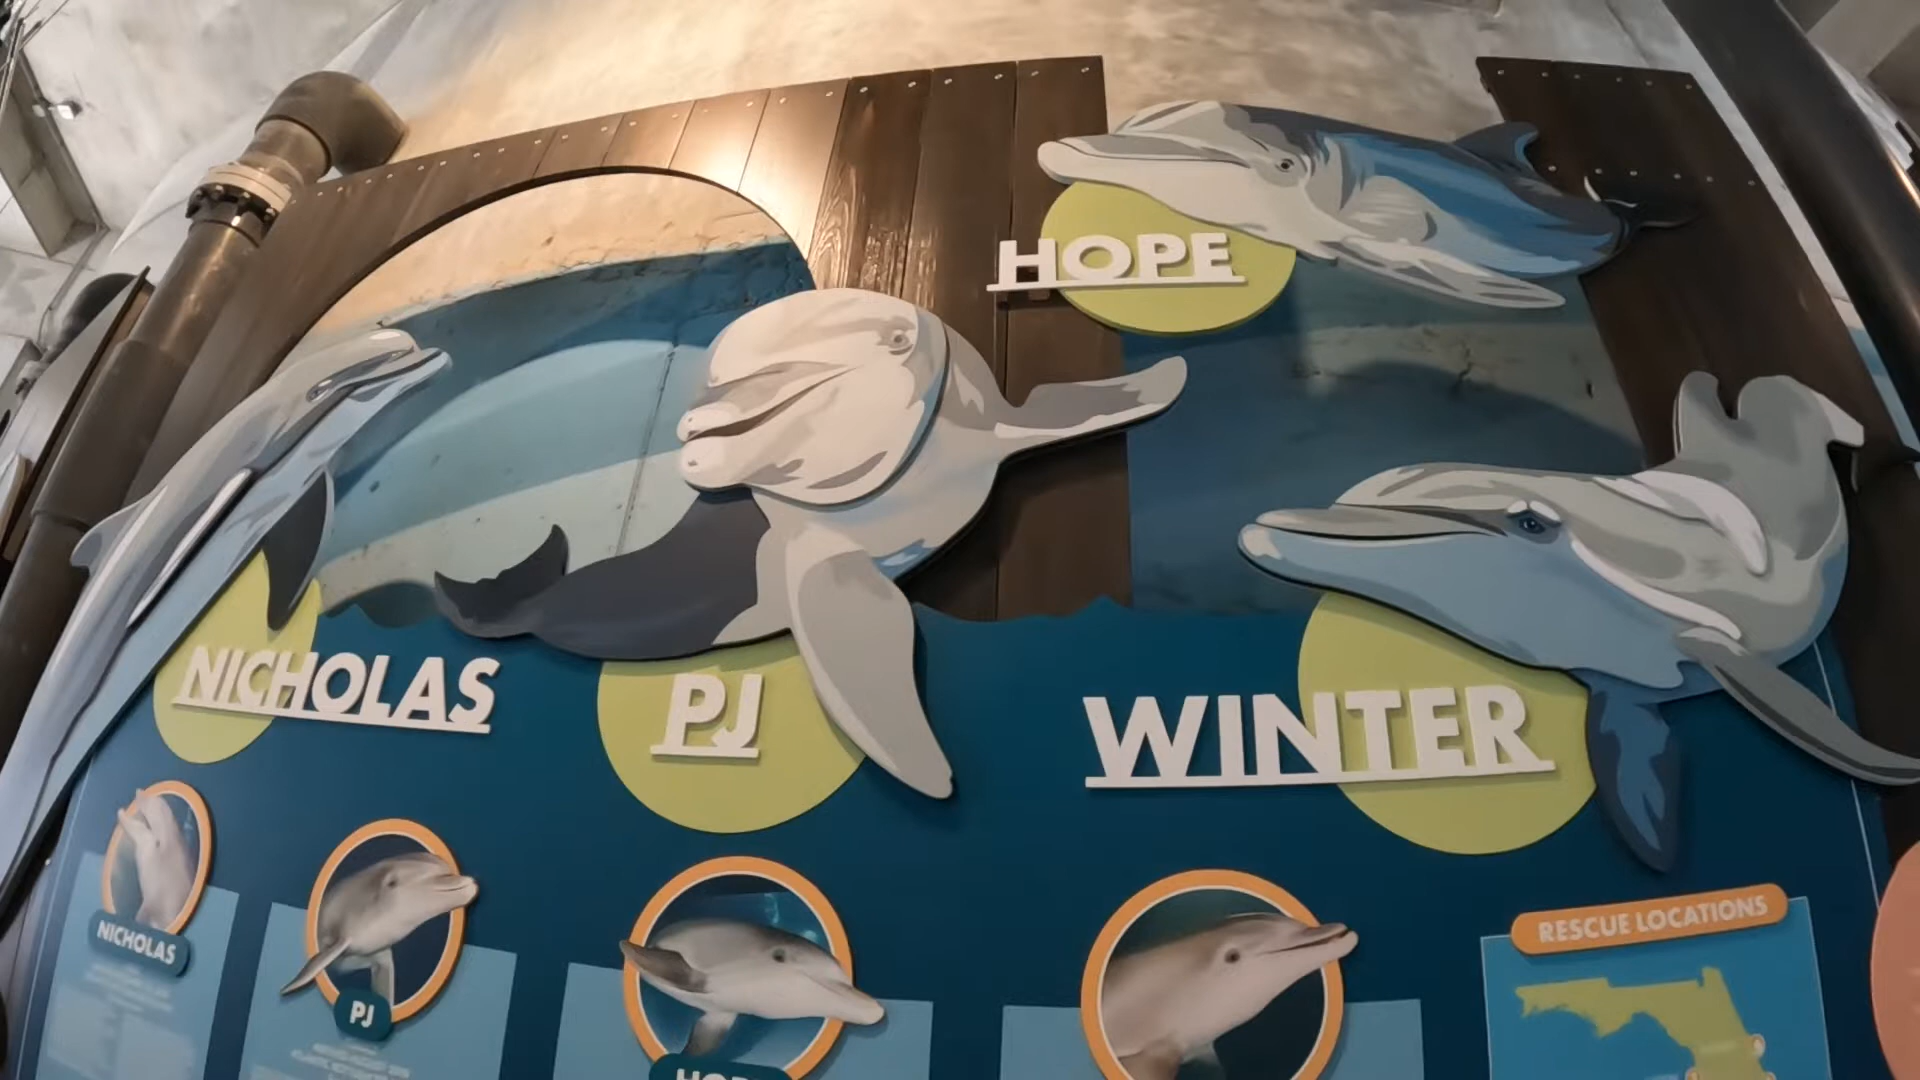 HOPE
NICHOLAS
PJ
WINTER
NICHOLAS
PJ
RESCUE LOCATIONS